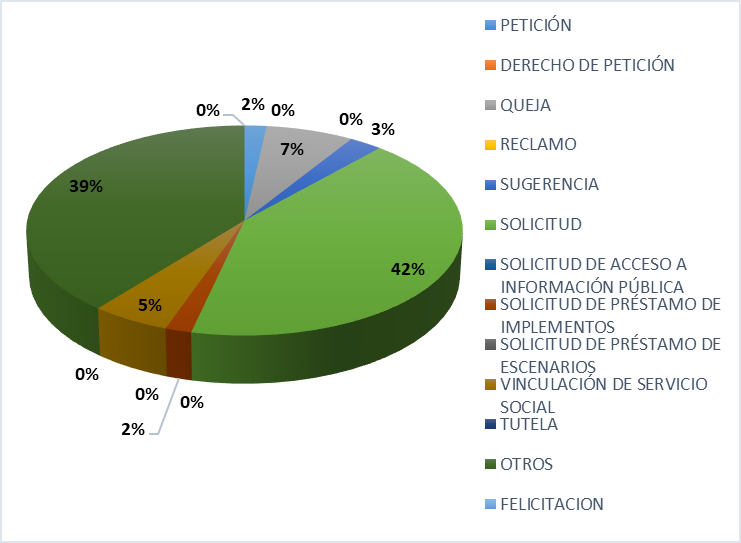 PETICIÓN
DERECHO DE PETICIÓN
QUEJA
RECLAMO
SUGERENCIA
SOLICITUD
SOLICITUD DE ACCESO A
INFORMACIÓN PÚBLICA
SOLICITUD DE PRÉSTAMO DE
IMPLEMENTOS
SOLICITUD DE PRÉSTAMO DE
ESCENARIOS
VINCULACIÓN DE SERVICIO
SOCIAL
TUTELA
OTROS
FELICITACION
0%
2%
0%
0%
3%
7%
39%
42%
5%
0%
0%
0%
2%